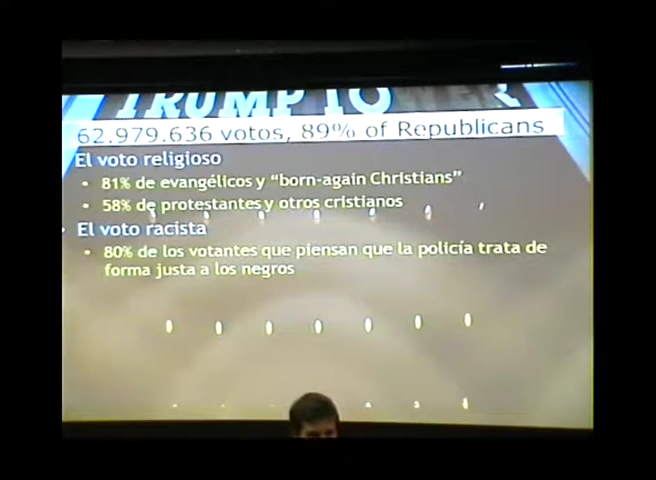 TRUMP TOWER
62.979.636 votos, 89% of Republicans
El voto religioso
• 81% de evangélicos y “born-again Christians”
• 58% de protestantes y otros cristianos
El voto racista
• 80% de los votantes que piensan que la policía trata de
forma justa a los negros